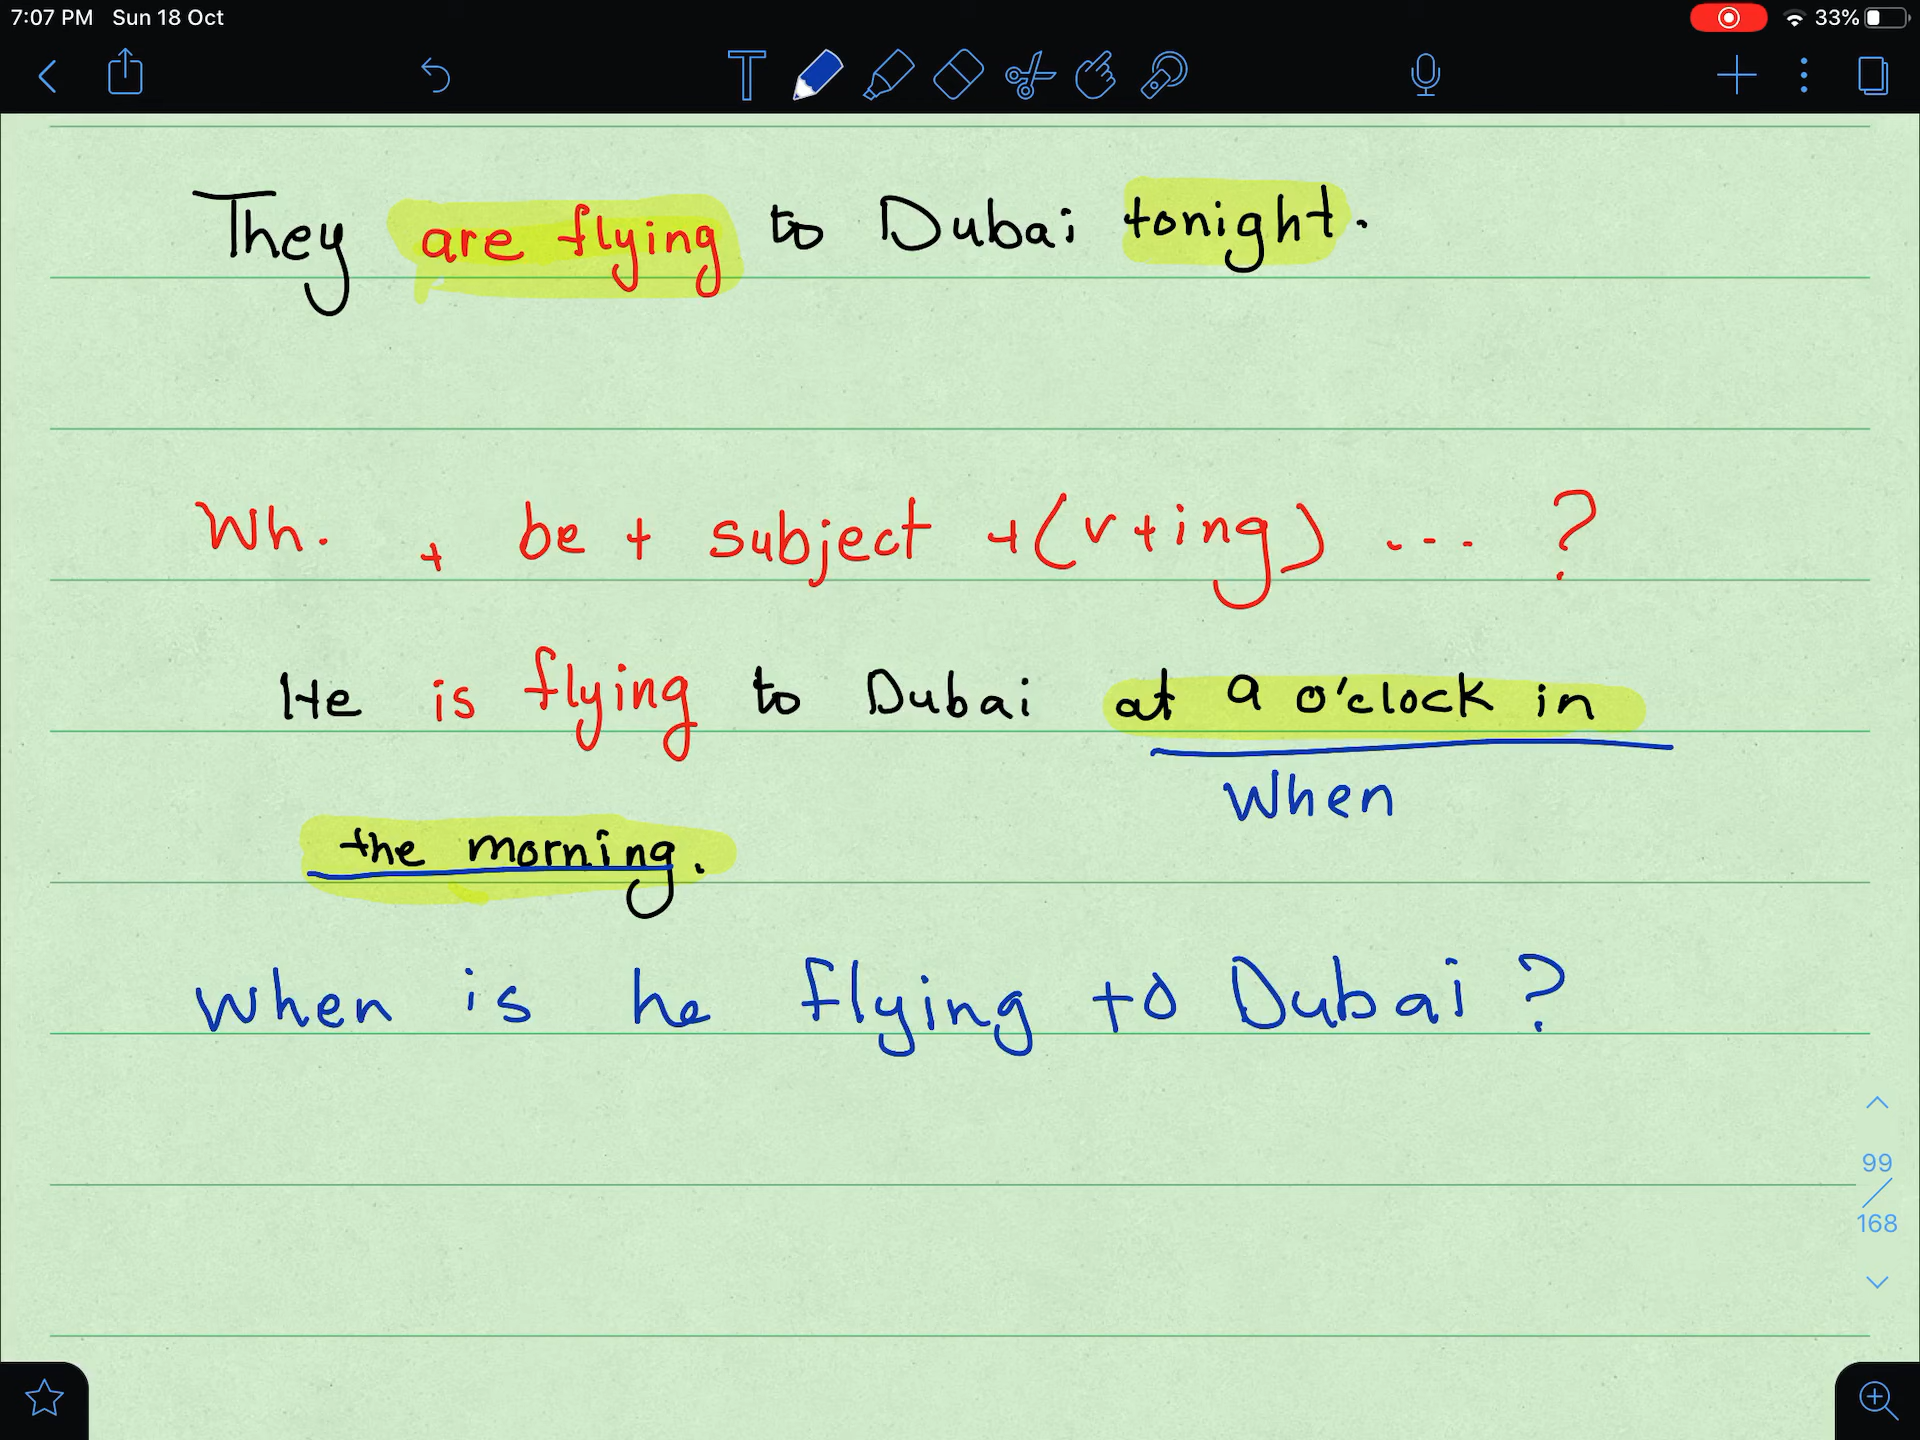 7:07 PM Sun 18 Oct
33%
They are flying to Dubai tonight.
Wh. + be + subject + (v+ing) ... ?
He is flying to Dubai at 9 o'clock in
When
the morning.
When is he flying to Dubai ?
99
168